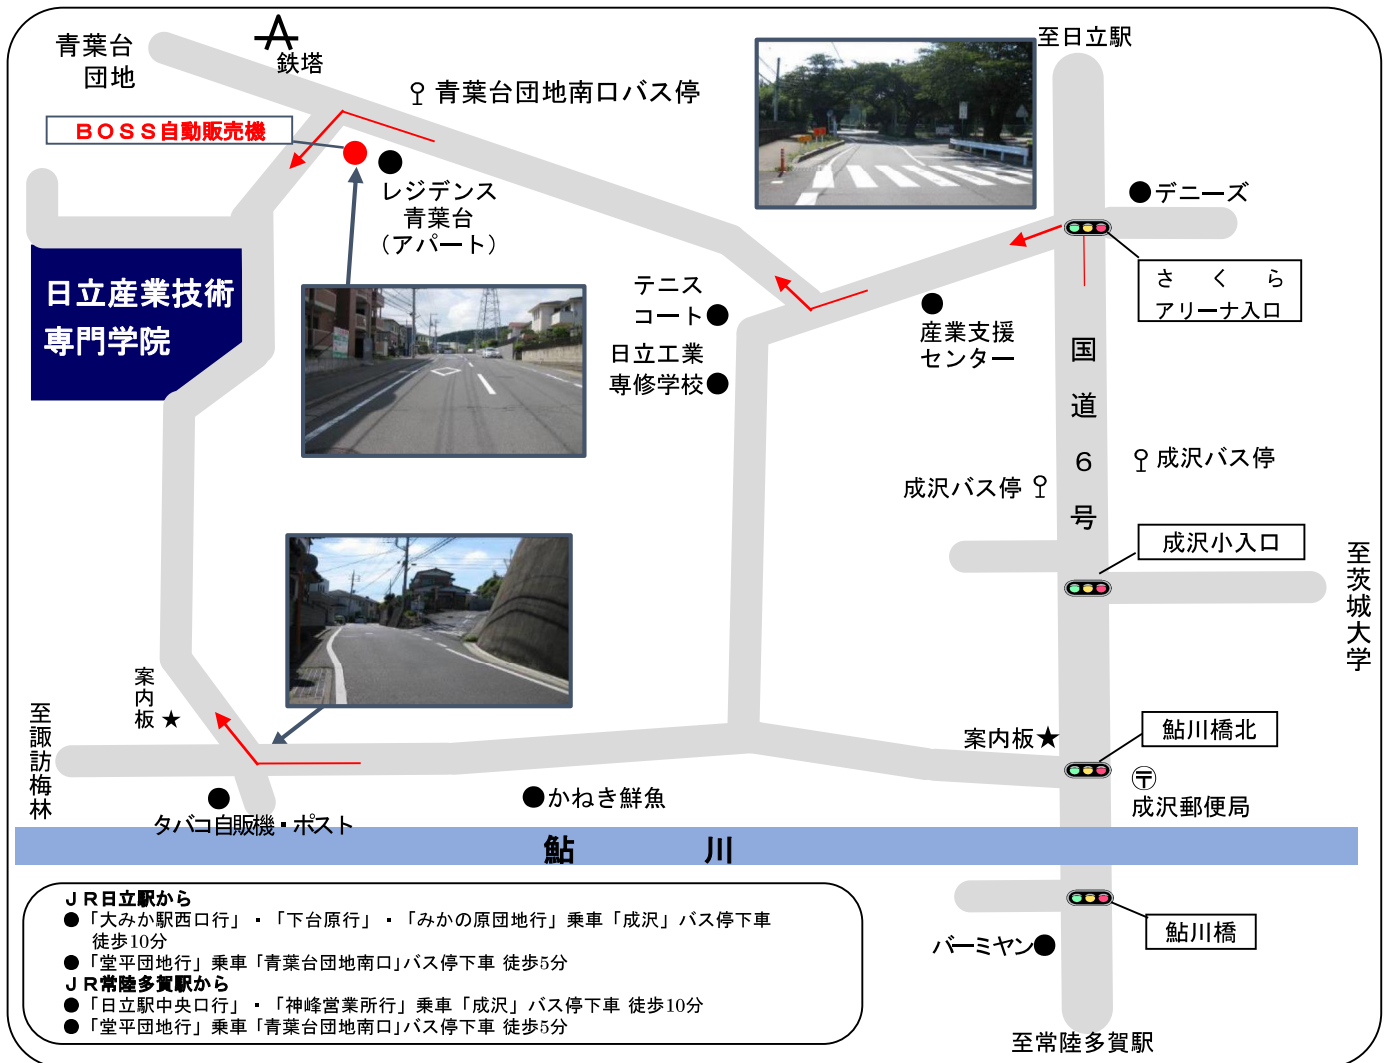 青葉台
団地
鉄塔
青葉台団地南口バス停
至日立駅
BOSS自動販売機
レジデンス
青葉台
（アパート）
デニーズ
さくら
アリーナ入口
日立産業技術
専門学院
テニス
コート
日立工業
専修学校
産業支援
センター
国道６号
成沢バス停
成沢バス停
成沢小入口
至茨城大学
案内板★
至諏訪梅林
案内板★
鮎川橋北
〒
成沢郵便局
かねき鮮魚
タバコ自販機・ポスト
鮎川
バーミヤン
鮎川橋
至常陸多賀駅
ＪＲ日立駅から
●「大みか駅西口行」・「下台原行」・「みかの原団地行」乗車「成沢」バス停下車
徒歩10分
●「堂平団地行」乗車「青葉台団地南口」バス停下車 徒歩5分
ＪＲ常陸多賀駅から
●「日立駅中央口行」・「神峰営業所行」乗車「成沢」バス停下車 徒歩10分
●「堂平団地行」乗車「青葉台団地南口」バス停下車 徒歩5分